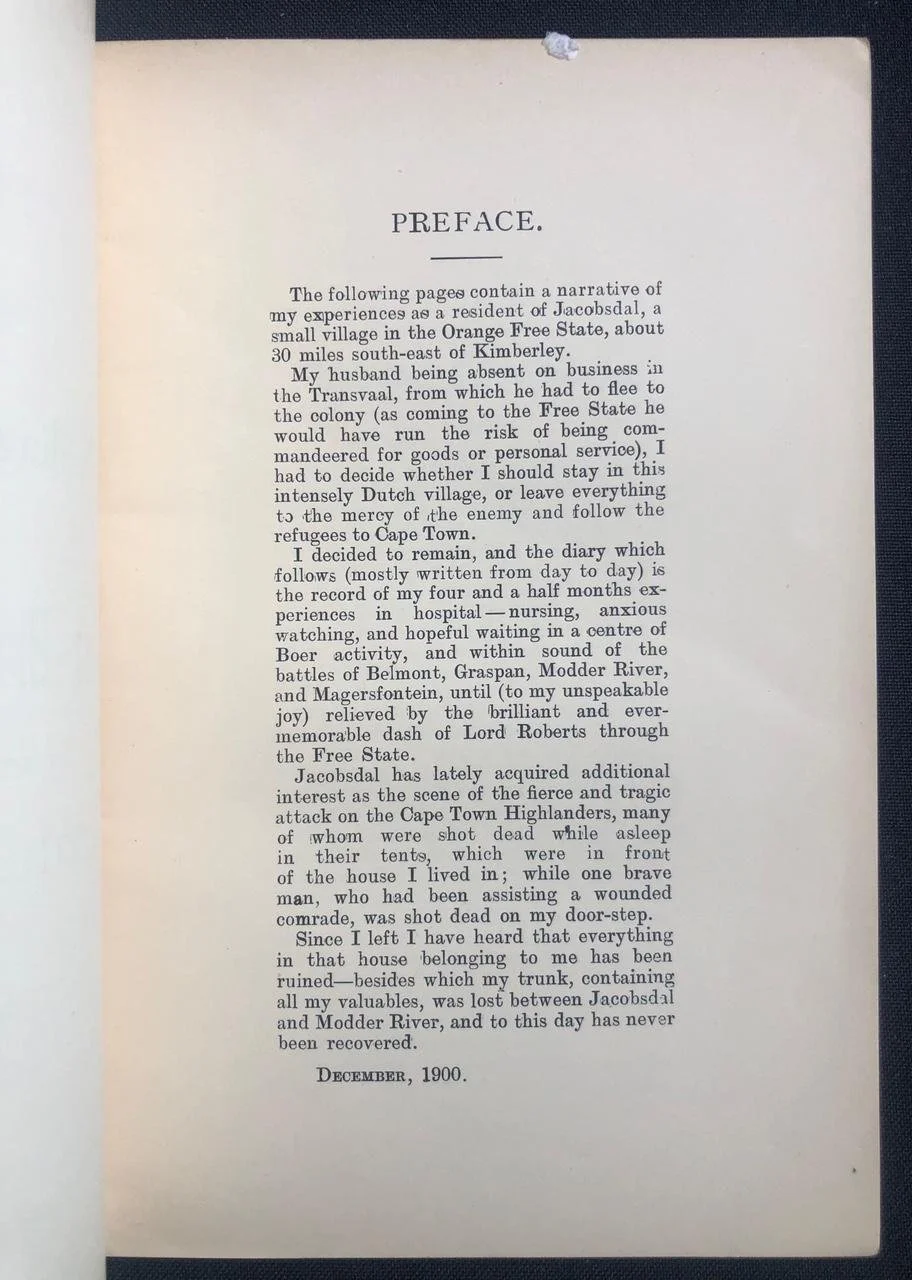 PREFACE.
The following pages contain a narrative of
my experiences as a resident of Jacobsdal, a
small village in the Orange Free State, about
30 miles south-east of Kimberley.
My husband being absent on business in
the Transvaal, from which he had to flee to
the colony (as coming to the Free State he
would have run the risk of being com-
mandeered for goods or personal service), I
had to decide whether I should stay in this
intensely Dutch village, or leave everything
to the mercy of the enemy and follow the
refugees to Cape Town.
I decided to remain, and the diary which
follows (mostly written from day to day) is
the record of my four and a half months ex-
periences in hospital—nursing, anxious
watching, and hopeful waiting in a centre of
Boer activity, and within sound of the
battles of Belmont, Graspan, Modder River,
and Magersfontein, until (to my unspeakable
joy) relieved by the brilliant and ever-
memorable dash of Lord Roberts through
the Free State.
Jacobsdal has lately acquired additional
interest as the scene of the fierce and tragic
attack on the Cape Town Highlanders, many
of whom were shot dead while asleep
in their tents, which were in front
of the house I lived in; while one brave
man, who had been assisting a wounded
comrade, was shot dead on my door-step.
Since I left I have heard that everything
in that house belonging to me has been
ruined—besides which my trunk, containing
all my valuables, was lost between Jacobsdal
and Modder River, and to this day has never
been recovered.
DECEMBER, 1900.